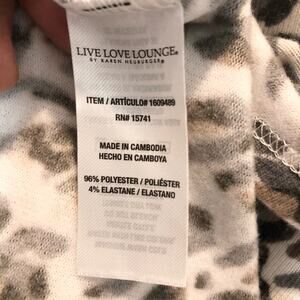 LIVE LOVE LOUNGE®
BY KAREN NEUBURGER®
ITEM / ARTÍCULO# 1609489
RN# 15741
MADE IN CAMBODIA
HECHO EN CAMBOYA
96% POLYESTER / POLIÉSTER
4% ELASTANE / ELASTANO